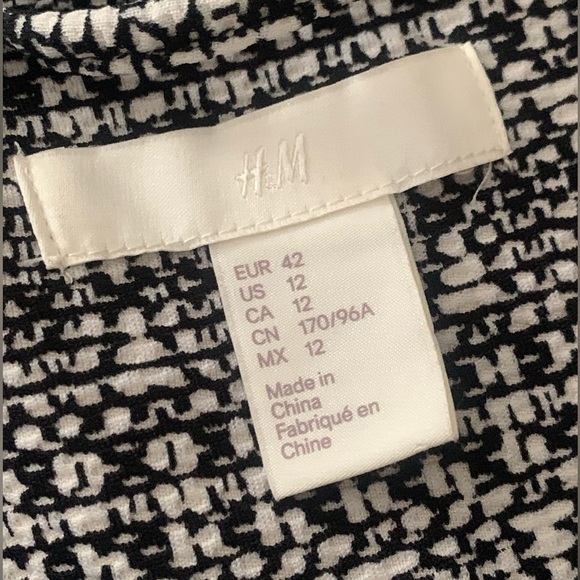 H&M
EUR 42
US 12
CA 12
CN 170/96A
MX 12
Made in
China
Fabriqué en
Chine